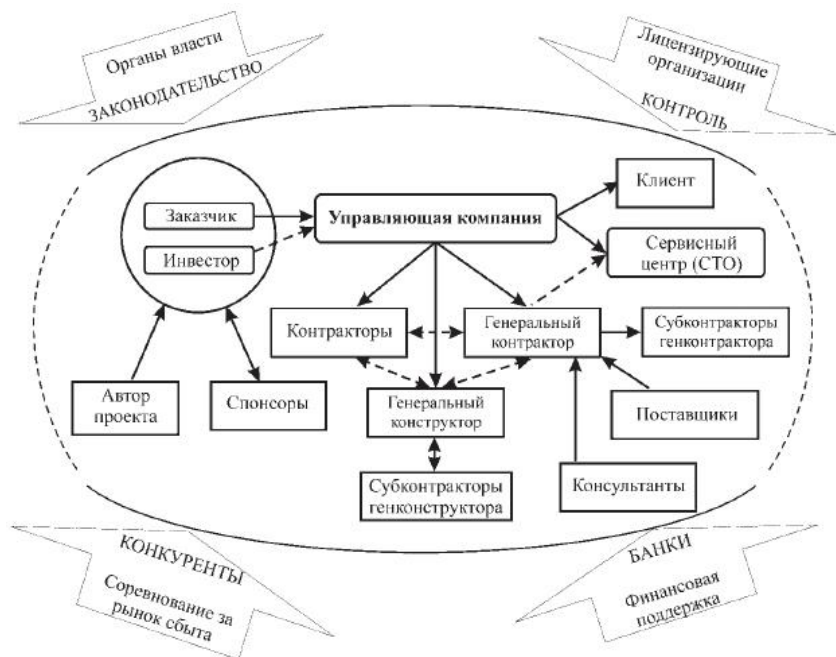 Органы власти
ЗАКОНОДАТЕЛЬСТВО
Лицензирующие
организации
КОНТРОЛЬ
Клиент
Заказчик
Управляющая компания
Инвестор
Сервисный
центр (СТО)
Контракторы
Генеральный
контрактор
Субконтракторы
генконтрактора
Автор
проекта
Спонсоры
Генеральный
конструктор
Поставщики
Субконтракторы
генконструктора
Консультанты
КОНКУРЕНТЫ
Соревнование за
рынок сбыта
БАНКИ
Финансовая
поддержка